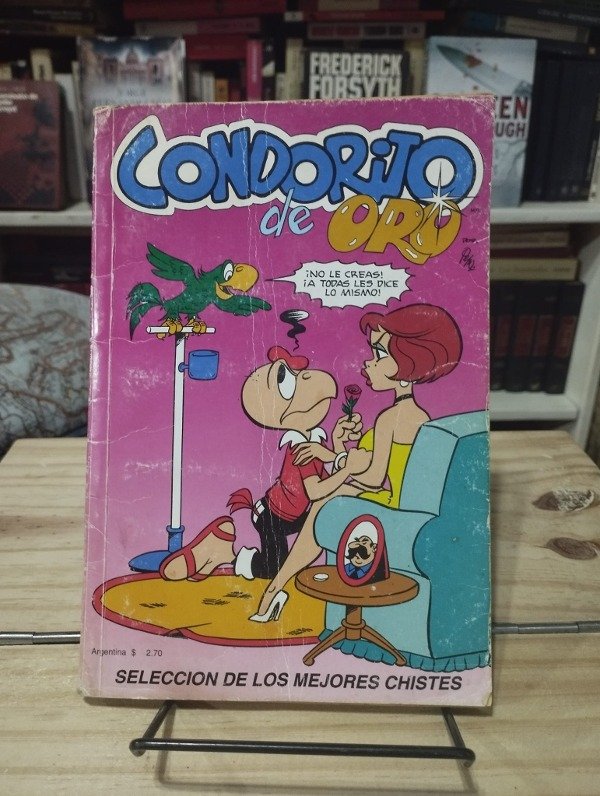 FREDERICK
FORSYTH
CONDORITO
de ORO
¡NO LE CREAS!
¡A TODAS LES DICE
LO MISMO!
Argentina $ 2.70
SELECCION DE LOS MEJORES CHISTES